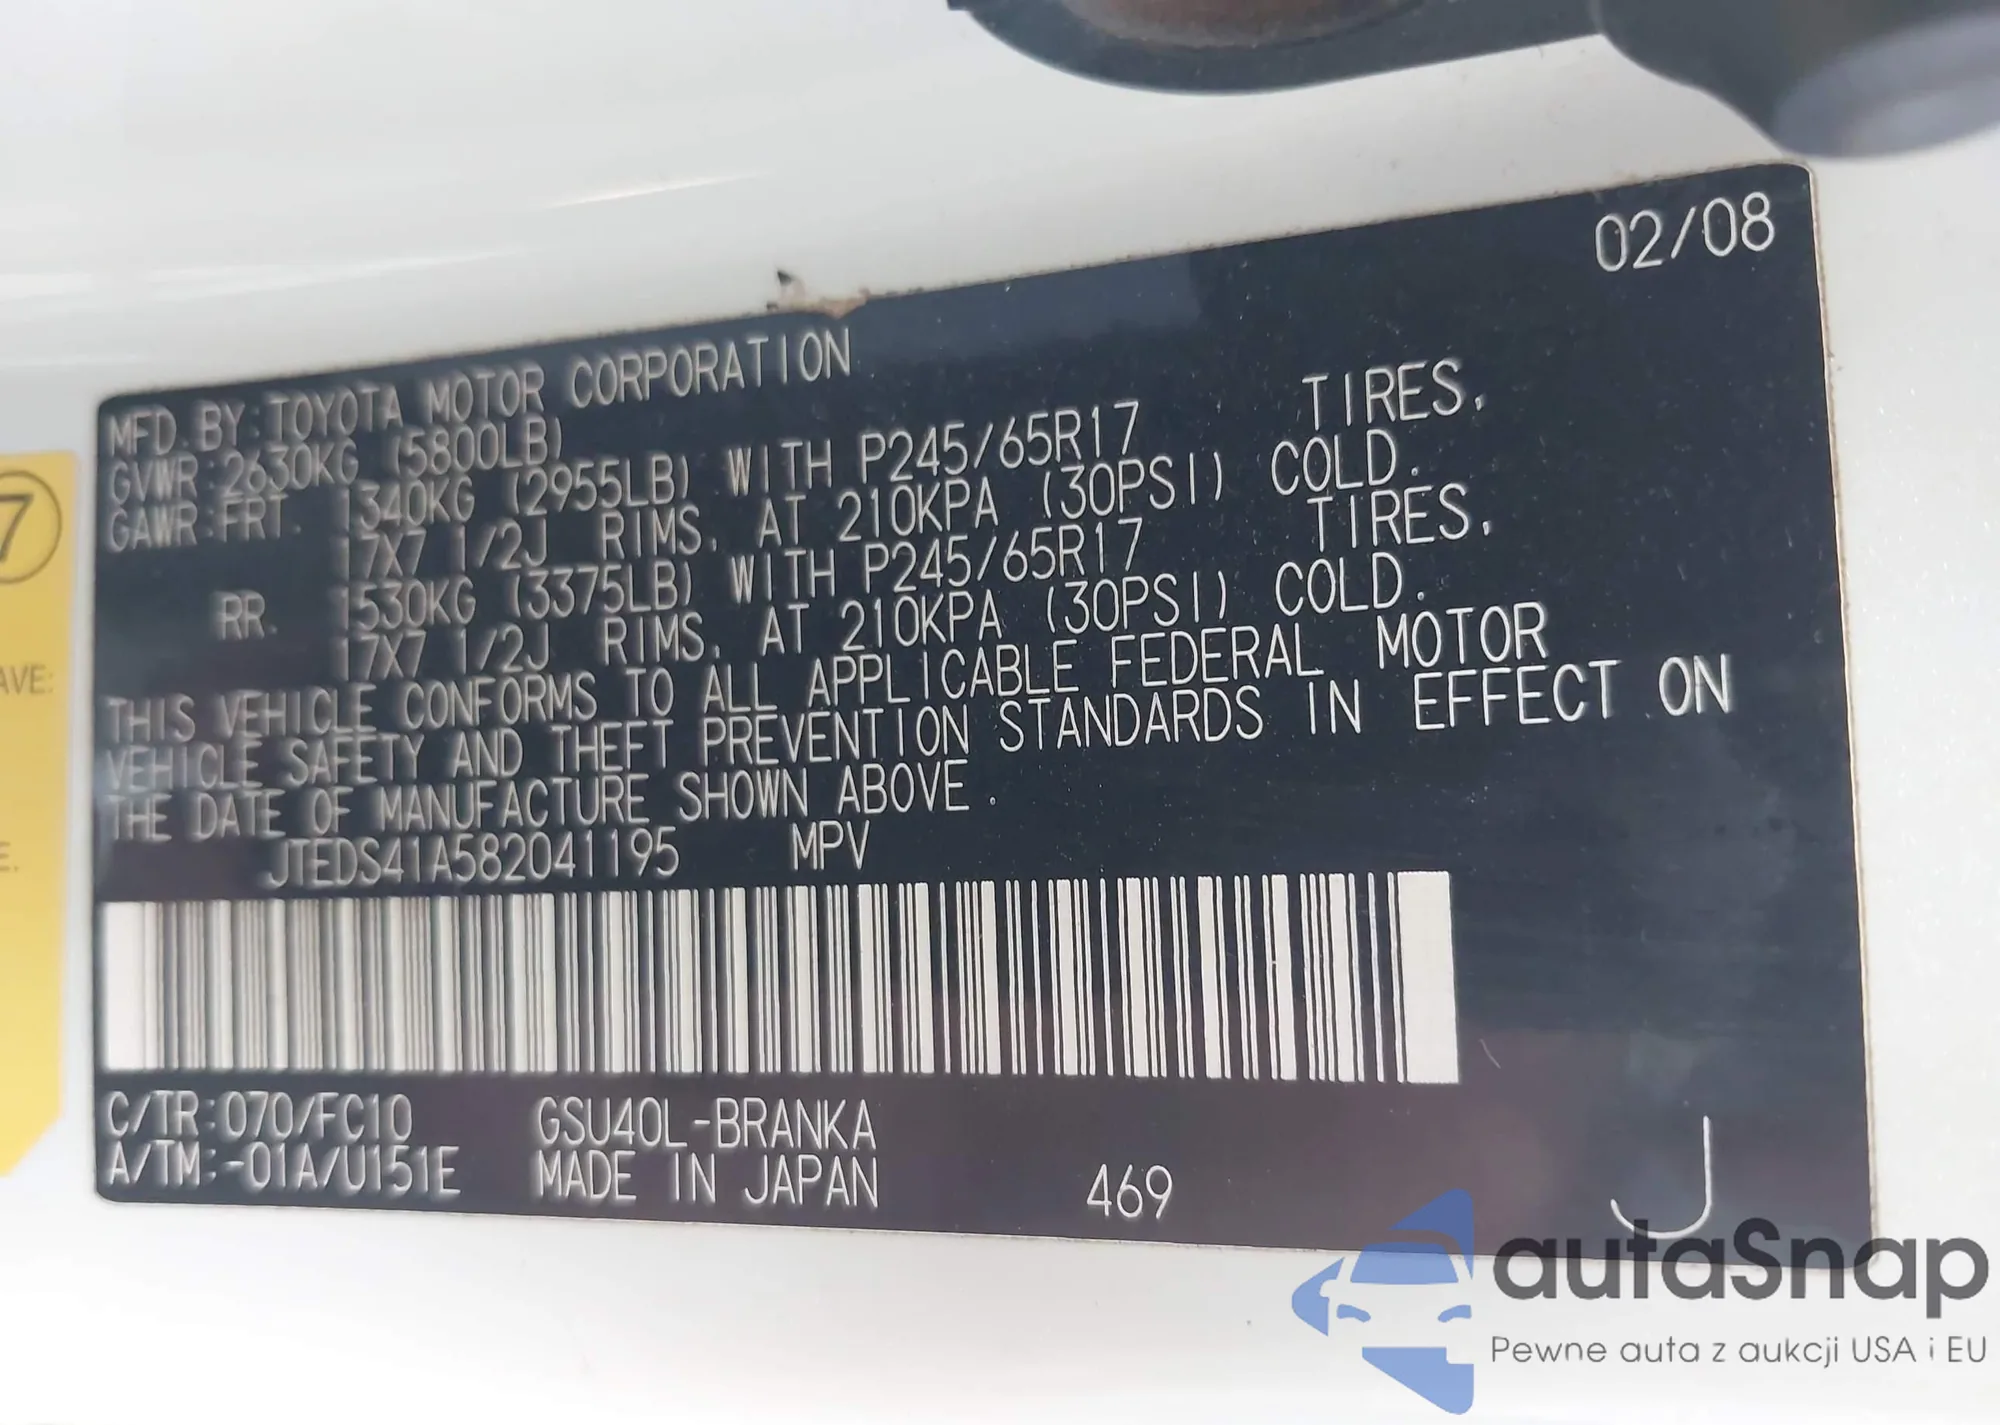 02/08
MFD. BY: TOYOTA MOTOR CORPORATION
GVWR: 2630KG (5800LB)
GAWR: FRT. 1340KG (2955LB) WITH P245/65R17 TIRES,
17X7 1/2J RIMS, AT 210KPA (30PSI) COLD.
RR. 1530KG (3375LB) WITH P245/65R17 TIRES,
17X7 1/2J RIMS, AT 210KPA (30PSI) COLD.
THIS VEHICLE CONFORMS TO ALL APPLICABLE FEDERAL MOTOR
VEHICLE SAFETY AND THEFT PREVENTION STANDARDS IN EFFECT ON
THE DATE OF MANUFACTURE SHOWN ABOVE.
JTEDS41A582041195 MPV
C/TR: 070/FC10 GSU40L-BRANKA
A/TM: -01A/U151E MADE IN JAPAN 469 J
7
AVE:
E.
autaSnap
Pewne auta z aukcji USA i EU